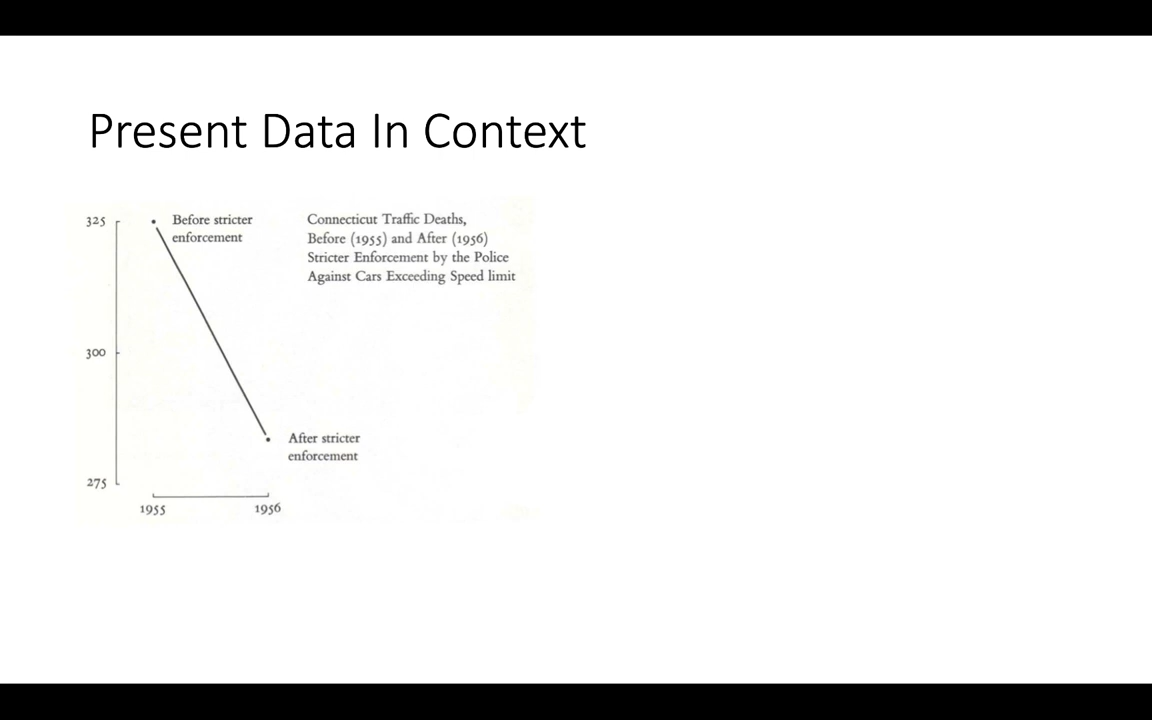 Present Data In Context
325
Before stricter
enforcement
Connecticut Traffic Deaths,
Before (1955) and After (1956)
Stricter Enforcement by the Police
Against Cars Exceeding Speed limit
300
After stricter
enforcement
275
1955
1956